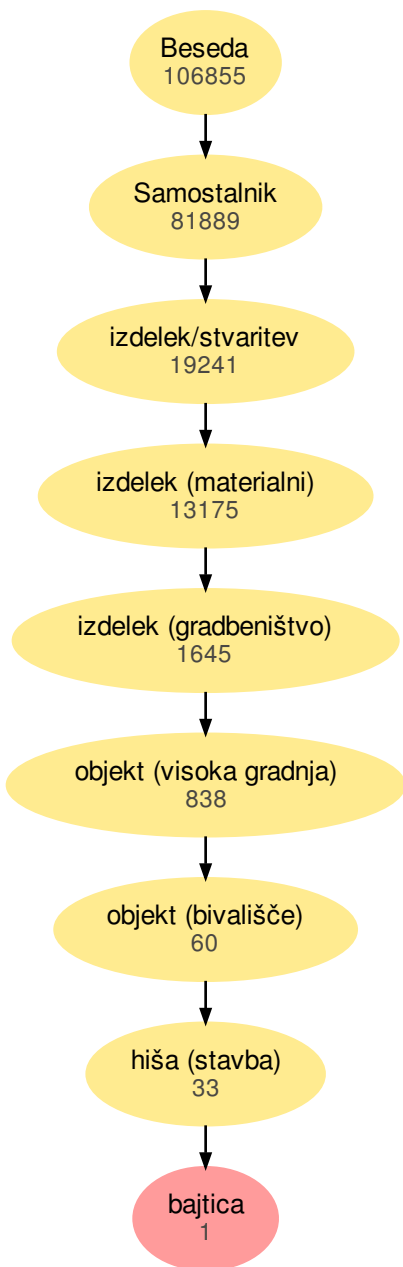 Beseda
106855
Samostalnik
81889
izdelek/stvaritev
19241
izdelek (materialni)
13175
izdelek (gradbeništvo)
1645
objekt (visoka gradnja)
838
objekt (bivališče)
60
hiša (stavba)
33
bajtica
1